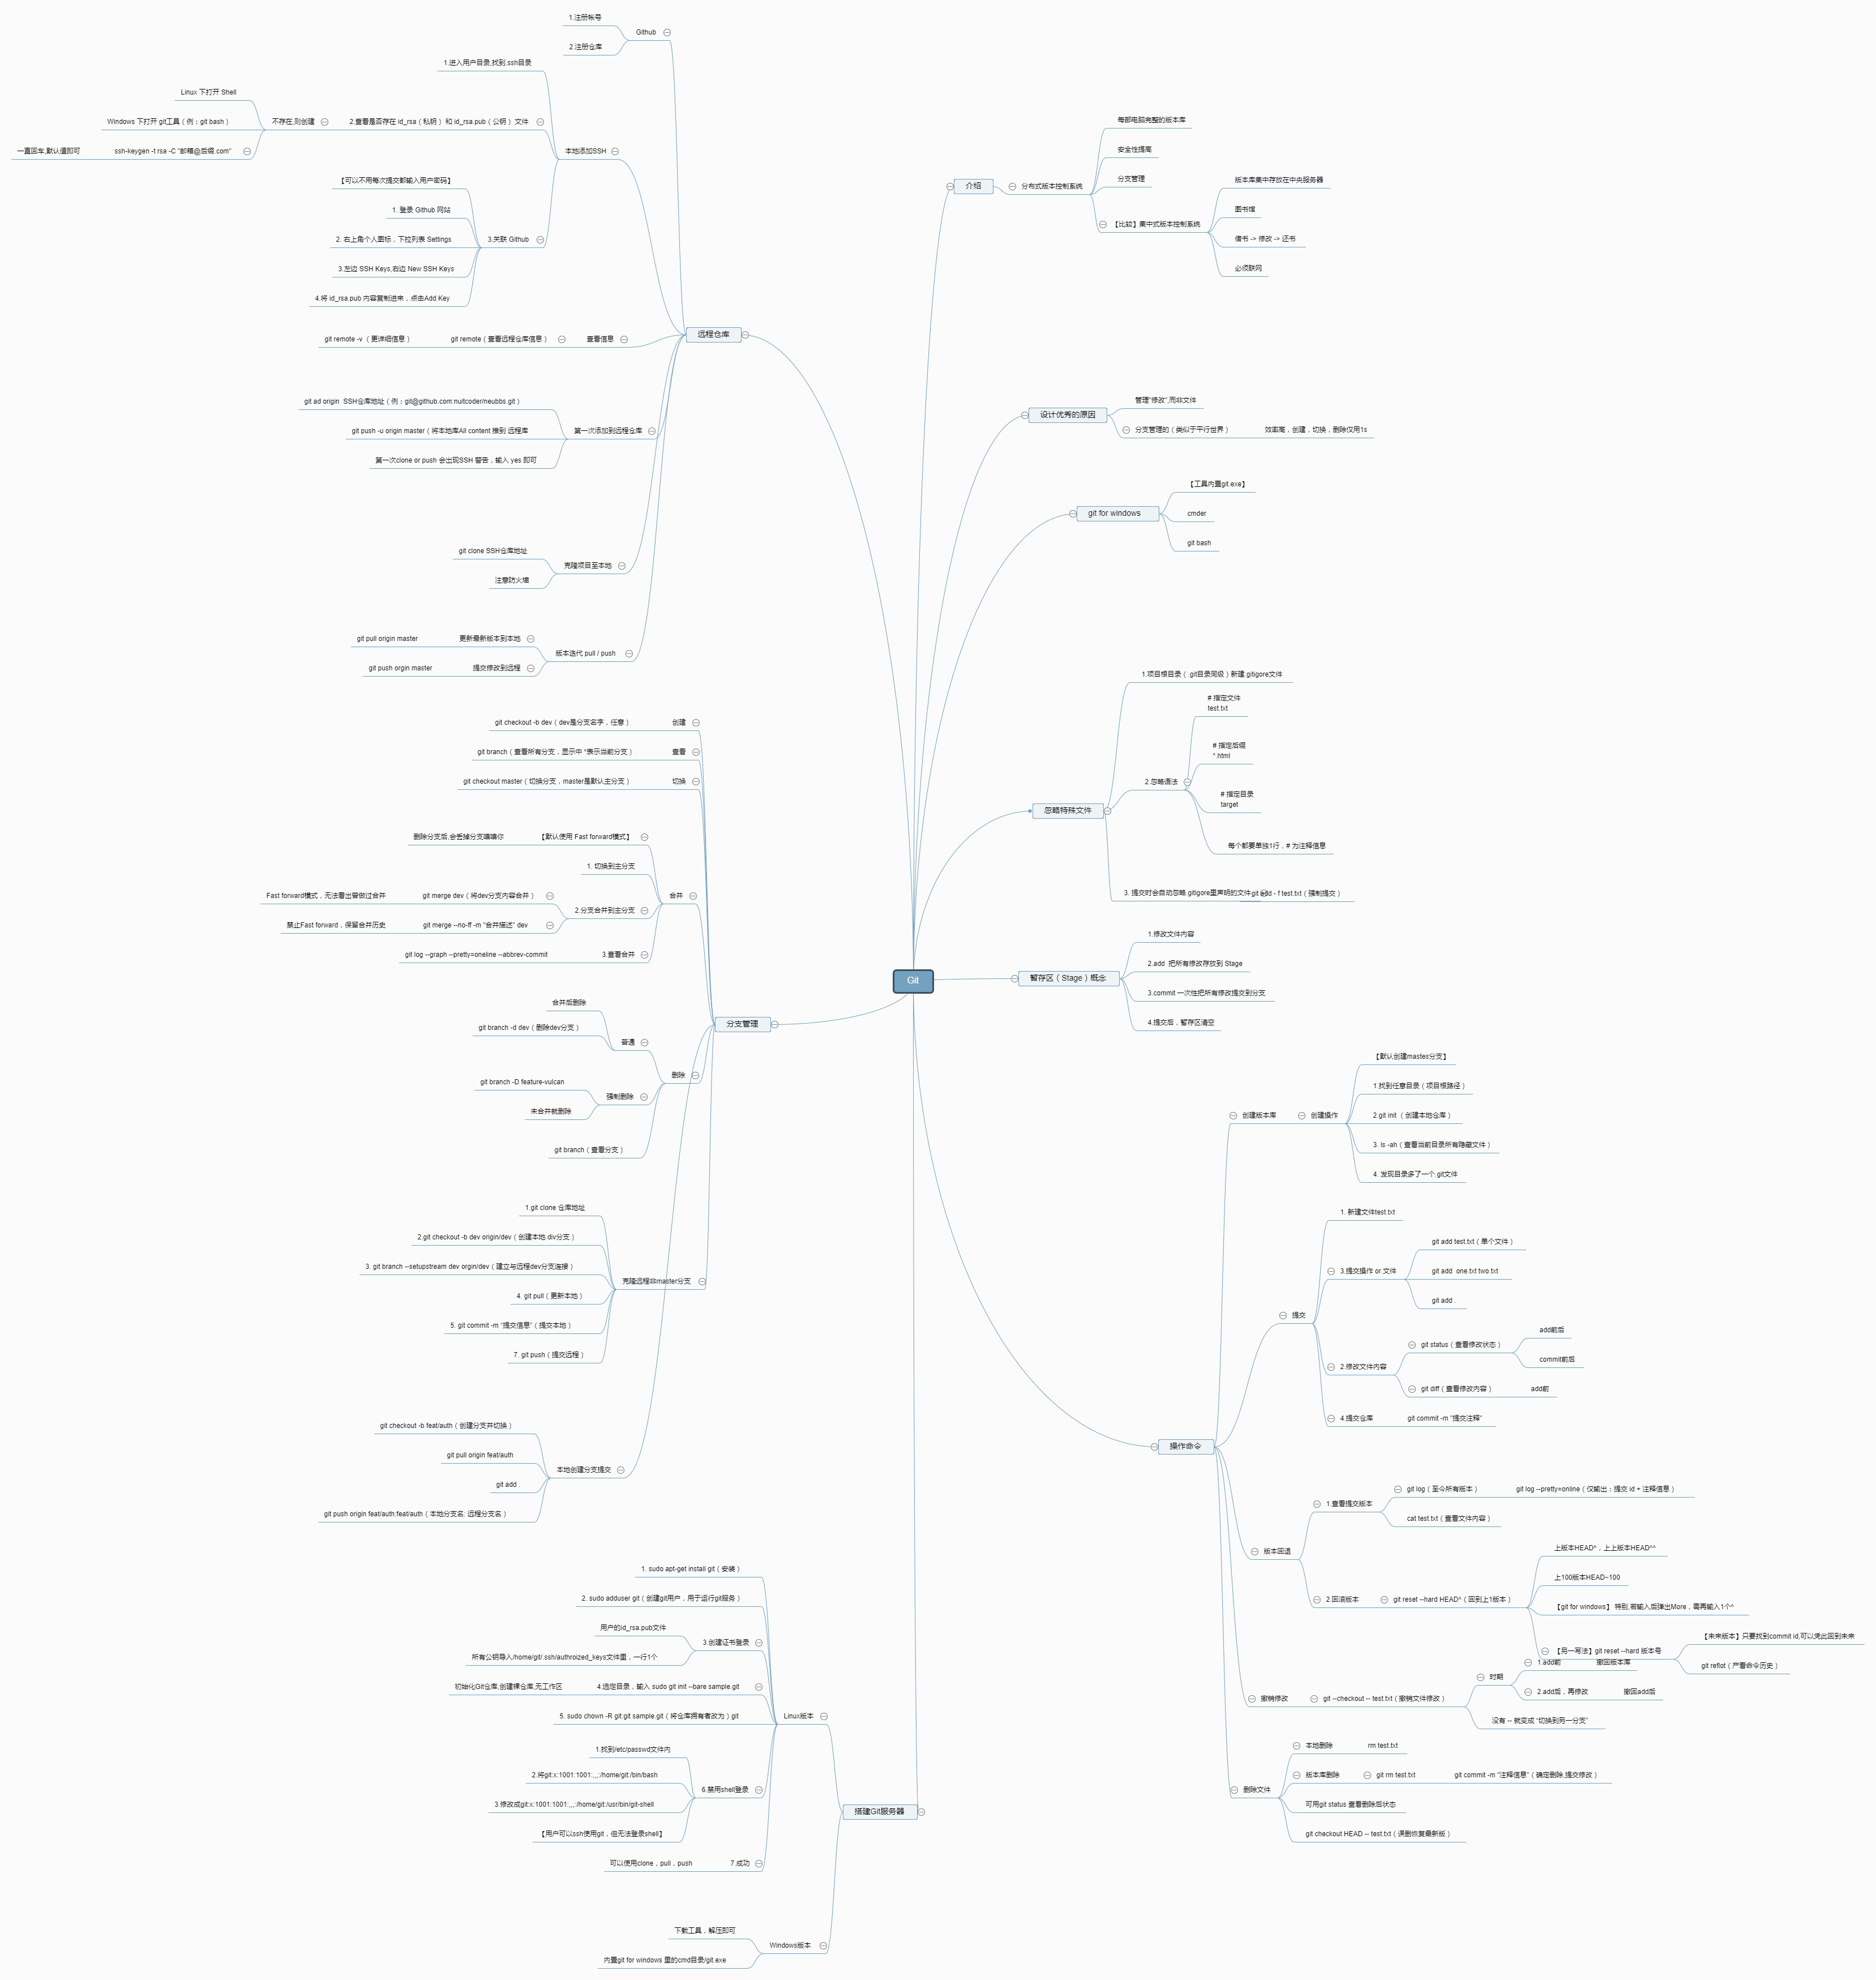 Git
介绍
分布式版本控制系统
每部电脑完整的版本库
安全性提高
分支管理
【比较】集中式版本控制系统
版本库集中存放在中央服务器
图书馆
借书 -> 修改 -> 还书
必须联网
设计优秀的原因
管理“修改”,而非文件
分支管理的（类似于平行世界）
效率高，创建，切换，删除仅用1s
git for windows
【工具内置git.exe】
cmder
git bash
忽略特殊文件
1.项目根目录（.git目录同级）新建.gitigore文件
2.忽略语法
# 指定文件
test.txt
# 指定后缀
*.html
# 指定目录
target
每个都要单独1行，# 为注释信息
3. 提交时会自动忽略.gitigore里声明的文件
git add - f test.txt（强制提交）
暂存区（Stage）概念
1.修改文件内容
2.add  把所有修改存放到 Stage
3.commit 一次性把所有修改提交到分支
4.提交后，暂存区清空
操作命令
创建版本库
创建操作
【默认创建mastes分支】
1.找到任意目录（项目根路径）
2.git init （创建本地仓库）
3. ls -ah（查看当前目录所有隐藏文件）
4. 发现目录多了一个.git文件
提交
1. 新建文件test.txt
3.提交操作 or 文件
git add test.txt（单个文件）
git add  one.txt two.txt
git add .
2.修改文件内容
git status（查看修改状态）
add前后
commit前后
git diff（查看修改内容）
add前
4.提交仓库
git commit -m "提交注释"
版本回退
1.查看提交版本
git log（至今所有版本）
git log --pretty=online（仅输出：提交 id + 注释信息）
cat test.txt（查看文件内容）
2.回滚版本
git reset --hard HEAD^（回到上1版本）
上版本HEAD^，上上版本HEAD^^
上100版本HEAD~100
【git for windows】 特别,若输入后弹出More，需再输入1个^
【另一写法】git reset --hard 版本号
【未来版本】只要找到commit id,可以凭此回到未来
git reflot（产看命令历史）
撤销修改
git --checkout -- test.txt（撤销文件修改）
时期
1.add前
撤回版本库
2.add后，再修改
撤回add后
没有 -- 就变成 “切换到另一分支”
删除文件
本地删除
rm test.txt
版本库删除
git rm test.txt
git commit -m "注释信息"（确定删除,提交修改）
可用git status 查看删除后状态
git checkout HEAD -- test.txt（误删恢复最新版）
远程仓库
Github
1.注册帐号
2.注册仓库
本地添加SSH
1.进入用户目录,找到.ssh目录
2.查看是否存在 id_rsa（私钥） 和 id_rsa.pub（公钥） 文件
不存在,则创建
Linux 下打开 Shell
Windows 下打开 git工具（例：git bash）
ssh-keygen -t rsa -C "邮箱@后缀.com"
一直回车,默认值即可
3.关联 Github
【可以不用每次提交都输入用户密码】
1. 登录 Github 网站
2. 右上角个人图标，下拉列表 Settings
3.左边 SSH Keys,右边 New SSH Keys
4.将 id_rsa.pub 内容复制进来，点击Add Key
查看信息
git remote（查看远程仓库信息）
git remote -v （更详细信息）
第一次添加到远程仓库
git ad origin  SSH仓库地址（例：git@github.com:nuitcoder/neubbs.git）
git push -u origin master（将本地库All content 推到 远程库
第一次clone or push 会出现SSH 警告，输入 yes 即可
克隆项目至本地
git clone SSH仓库地址
注意防火墙
版本迭代 pull / push
更新最新版本到本地
git pull origin master
提交修改到远程
git push orgin master
分支管理
创建
git checkout -b dev（dev是分支名字，任意）
查看
git branch（查看所有分支，显示中 *表示当前分支）
切换
git checkout master（切换分支，master是默认主分支）
合并
【默认使用 Fast forward模式】
删除分支后,会丢掉分支嘻嘻你
1. 切换到主分支
2.分支合并到主分支
git merge dev（将dev分支内容合并）
Fast forward模式，无法看出曾做过合并
git merge --no-ff -m "合并描述" dev
禁止Fast forward，保留合并历史
3.查看合并
git log --graph --pretty=oneline --abbrev-commit
删除
普通
合并后删除
git branch -d dev（删除dev分支）
强制删除
git branch -D feature-vulcan
未合并就删除
git branch（查看分支）
克隆远程非master分支
1.git clone 仓库地址
2.git checkout -b dev origin/dev（创建本地 div分支）
3. git branch --setupstream dev orgin/dev（建立与远程dev分支连接）
4. git pull（更新本地）
5. git commit -m "提交信息"（提交本地）
7. git push（提交远程）
本地创建分支提交
git checkout -b feat/auth（创建分支并切换）
git pull origin feat/auth
git add .
git push origin feat/auth:feat/auth（本地分支名: 远程分支名）
搭建Git服务器
Linux版本
1. sudo apt-get install git（安装）
2. sudo adduser git（创建git用户，用于运行git服务）
3.创建证书登录
用户的id_rsa.pub文件
所有公钥导入/home/git/.ssh/authroized_keys文件里，一行1个
4.选定目录，输入 sudo git init --bare sample.git
初始化Git仓库,创建裸仓库,无工作区
5. sudo chown -R git:git sample.git（将仓库拥有者改为）git
6.禁用shell登录
1.找到/etc/passwd文件内
2.将git:x:1001:1001:,,,:/home/git:/bin/bash
3.修改成git:x:1001:1001:,,,:/home/git:/usr/bin/git-shell
【用户可以ssh使用git，但无法登录shell】
7.成功
可以使用clone，pull，push
Windows版本
下载工具，解压即可
内置git for windows 里的cmd目录/git.exe